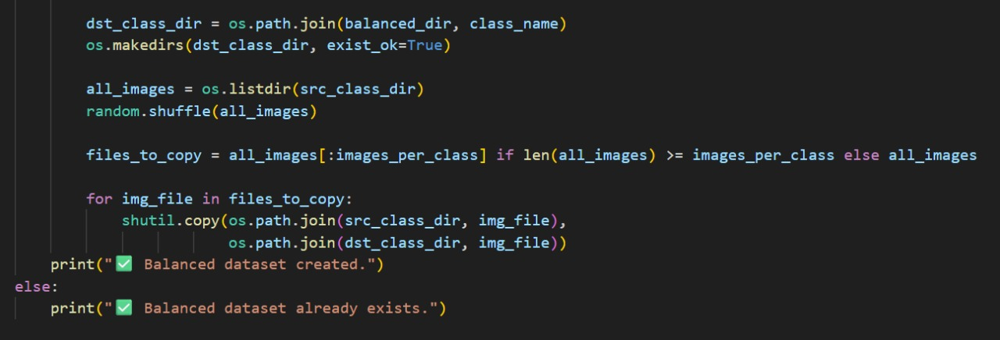 dst_class_dir = os.path.join(balanced_dir, class_name)
os.makedirs(dst_class_dir, exist_ok=True)
all_images = os.listdir(src_class_dir)
random.shuffle(all_images)
files_to_copy = all_images[:images_per_class] if len(all_images) >= images_per_class else all_images
for img_file in files_to_copy:
shutil.copy(os.path.join(src_class_dir, img_file),
os.path.join(dst_class_dir, img_file))
print("✅ Balanced dataset created.")
else:
print("✅ Balanced dataset already exists.")